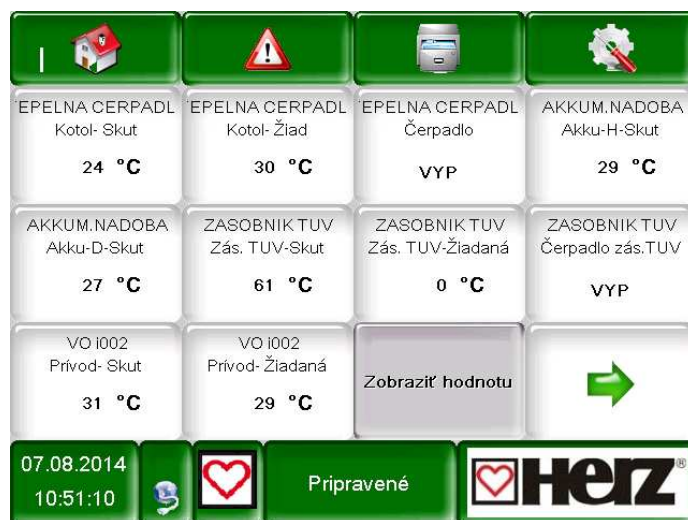 EPELNA CERPADL
Kotol- Skut
24 °C
EPELNA CERPADL
Kotol- Žiad
30 °C
EPELNA CERPADL
Čerpadlo
VYP
AKKUM.NADOBA
Akku-H-Skut
29 °C
AKKUM.NADOBA
Akku-D-Skut
27 °C
ZASOBNIK TUV
Zás. TUV-Skut
61 °C
ZASOBNIK TUV
Zás. TUV-Žiadaná
0 °C
ZASOBNIK TUV
Čerpadlo zás.TUV
VYP
VO i002
Prívod- Skut
31 °C
VO i002
Prívod- Žiadaná
29 °C
Zobraziť hodnotu
07.08.2014
10:51:10
Pripravené
Herz®